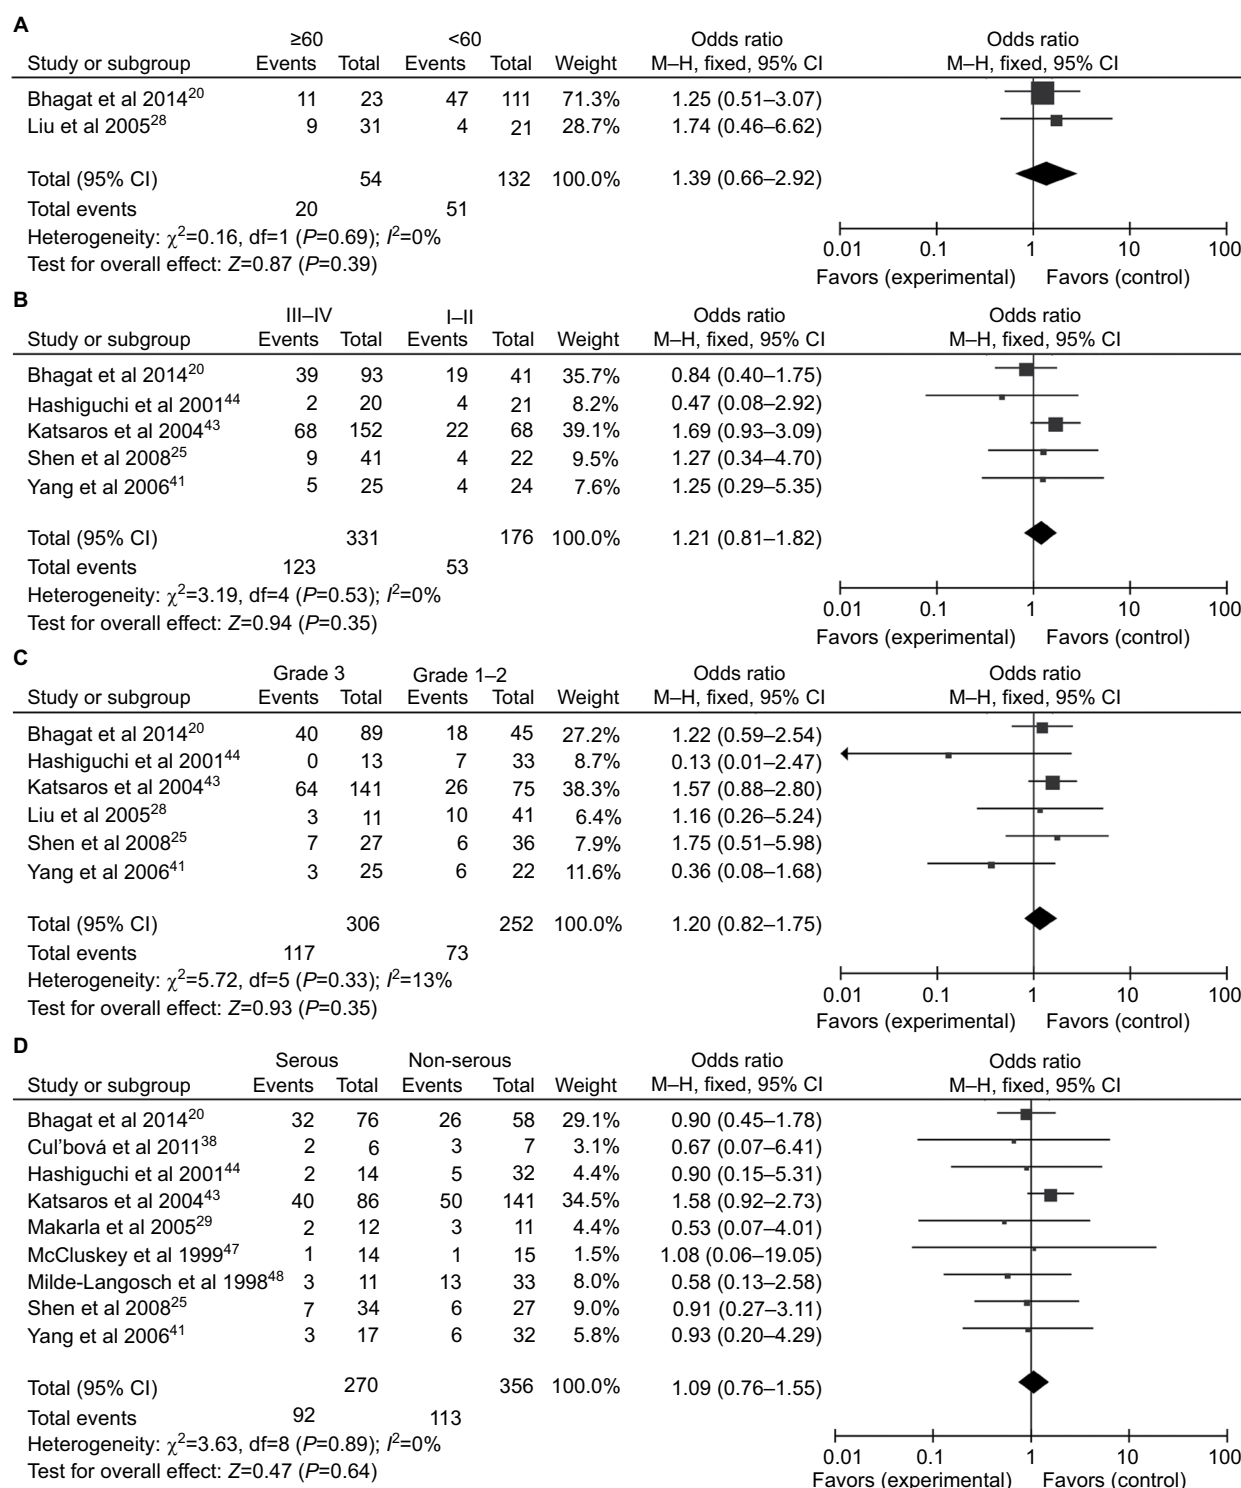 A
≥60 <60 Odds ratio Odds ratio
Study or subgroup Events Total Events Total Weight M–H, fixed, 95% CI M–H, fixed, 95% CI
Bhagat et al 2014²⁰ 11 23 47 111 71.3% 1.25 (0.51–3.07)
Liu et al 2005²⁸ 9 31 4 21 28.7% 1.74 (0.46–6.62)
Total (95% CI) 54 132 100.0% 1.39 (0.66–2.92)
Total events 20 51
Heterogeneity: χ²=0.16, df=1 (P=0.69); I²=0%
Test for overall effect: Z=0.87 (P=0.39)
0.01 0.1 1 10 100
Favors (experimental) Favors (control)
B
III–IV I–II Odds ratio Odds ratio
Study or subgroup Events Total Events Total Weight M–H, fixed, 95% CI M–H, fixed, 95% CI
Bhagat et al 2014²⁰ 39 93 19 41 35.7% 0.84 (0.40–1.75)
Hashiguchi et al 2001⁴⁴ 2 20 4 21 8.2% 0.47 (0.08–2.92)
Katsaros et al 2004⁴³ 68 152 22 68 39.1% 1.69 (0.93–3.09)
Shen et al 2008²⁵ 9 41 4 22 9.5% 1.27 (0.34–4.70)
Yang et al 2006⁴¹ 5 25 4 24 7.6% 1.25 (0.29–5.35)
Total (95% CI) 331 176 100.0% 1.21 (0.81–1.82)
Total events 123 53
Heterogeneity: χ²=3.19, df=4 (P=0.53); I²=0%
Test for overall effect: Z=0.94 (P=0.35)
0.01 0.1 1 10 100
Favors (experimental) Favors (control)
C
Grade 3 Grade 1–2 Odds ratio Odds ratio
Study or subgroup Events Total Events Total Weight M–H, fixed, 95% CI M–H, fixed, 95% CI
Bhagat et al 2014²⁰ 40 89 18 45 27.2% 1.22 (0.59–2.54)
Hashiguchi et al 2001⁴⁴ 0 13 7 33 8.7% 0.13 (0.01–2.47)
Katsaros et al 2004⁴³ 64 141 26 75 38.3% 1.57 (0.88–2.80)
Liu et al 2005²⁸ 3 11 10 41 6.4% 1.16 (0.26–5.24)
Shen et al 2008²⁵ 7 27 6 36 7.9% 1.75 (0.51–5.98)
Yang et al 2006⁴¹ 3 25 6 22 11.6% 0.36 (0.08–1.68)
Total (95% CI) 306 252 100.0% 1.20 (0.82–1.75)
Total events 117 73
Heterogeneity: χ²=5.72, df=5 (P=0.33); I²=13%
Test for overall effect: Z=0.93 (P=0.35)
0.01 0.1 1 10 100
Favors (experimental) Favors (control)
D
Serous Non-serous Odds ratio Odds ratio
Study or subgroup Events Total Events Total Weight M–H, fixed, 95% CI M–H, fixed, 95% CI
Bhagat et al 2014²⁰ 32 76 26 58 29.1% 0.90 (0.45–1.78)
Cul’bová et al 2011³⁸ 2 6 3 7 3.1% 0.67 (0.07–6.41)
Hashiguchi et al 2001⁴⁴ 2 14 5 32 4.4% 0.90 (0.15–5.31)
Katsaros et al 2004⁴³ 40 86 50 141 34.5% 1.58 (0.92–2.73)
Makarla et al 2005²⁹ 2 12 3 11 4.4% 0.53 (0.07–4.01)
McCluskey et al 1999⁴⁷ 1 14 1 15 1.5% 1.08 (0.06–19.05)
Milde-Langosch et al 1998⁴⁸ 3 11 13 33 8.0% 0.58 (0.13–2.58)
Shen et al 2008²⁵ 7 34 6 27 9.0% 0.91 (0.27–3.11)
Yang et al 2006⁴¹ 3 17 6 32 5.8% 0.93 (0.20–4.29)
Total (95% CI) 270 356 100.0% 1.09 (0.76–1.55)
Total events 92 113
Heterogeneity: χ²=3.63, df=8 (P=0.89); I²=0%
Test for overall effect: Z=0.47 (P=0.64)
0.01 0.1 1 10 100
Favors (experimental) Favors (control)